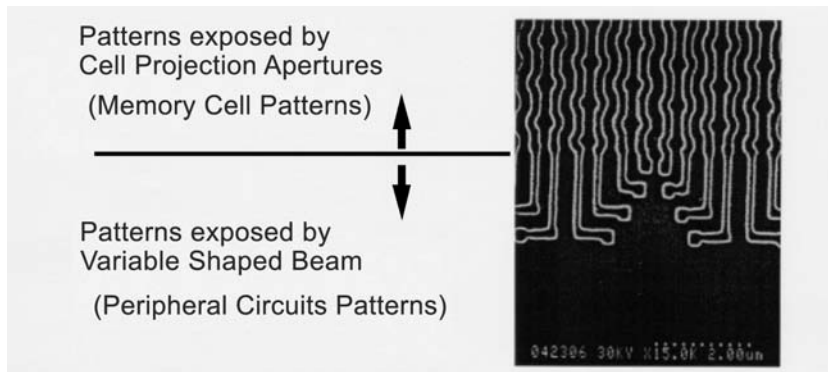 Patterns exposed by
Cell Projection Apertures
(Memory Cell Patterns)
Patterns exposed by
Variable Shaped Beam
(Peripheral Circuits Patterns)
042306 30KV X15.0K 2.00um